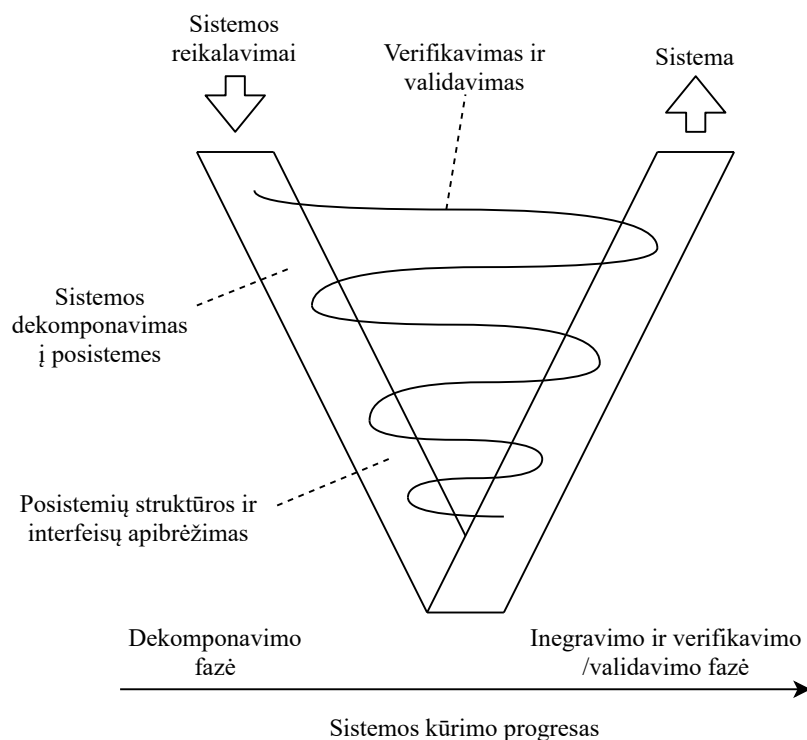 Sistemos
reikalavimai
Verifikavimas ir
validavimas
Sistema
Sistemos
dekomponavimas
į posistemes
Posistemių struktūros ir
interfeisų apibrėžimas
Dekomponavimo
fazė
Inegravimo ir verifikavimo
/validavimo fazė
Sistemos kūrimo progresas